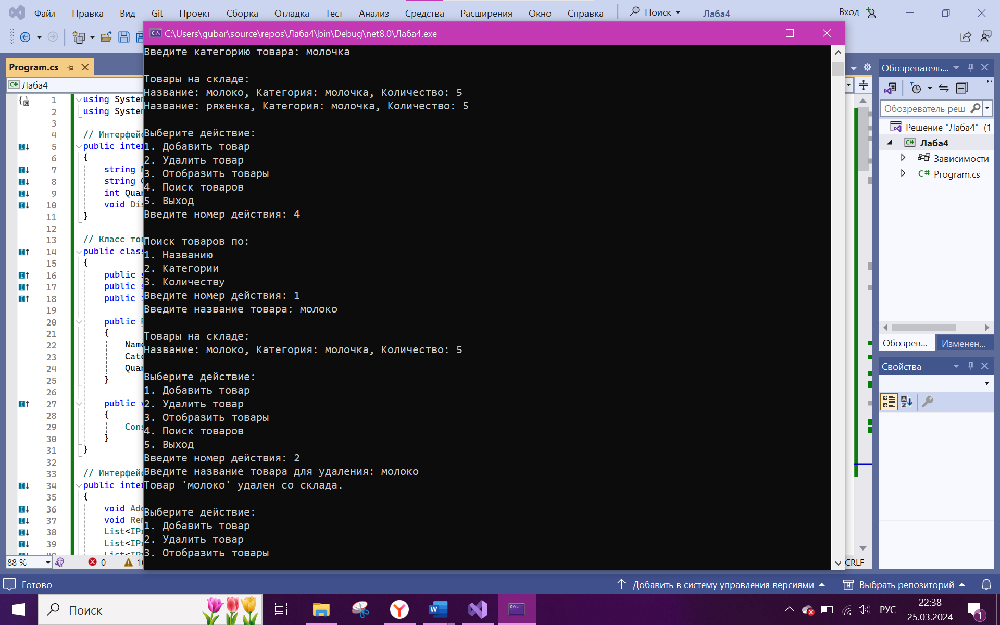 Файл Правка Вид Git Проект Сборка Отладка Тест Анализ Средства Расширения Окно Справка Поиск Лаба4 Вход
C:\Users\gubar\source\repos\Лаба4\bin\Debug\net8.0\Лаба4.exe
Введите категорию товара: молочка
Товары на складе:
Название: молоко, Категория: молочка, Количество: 5
Название: ряженка, Категория: молочка, Количество: 5
Выберите действие:
1. Добавить товар
2. Удалить товар
3. Отобразить товары
4. Поиск товаров
5. Выход
Введите номер действия: 4
Поиск товаров по:
1. Названию
2. Категории
3. Количеству
Введите номер действия: 1
Введите название товара: молоко
Товары на складе:
Название: молоко, Категория: молочка, Количество: 5
Выберите действие:
1. Добавить товар
2. Удалить товар
3. Отобразить товары
4. Поиск товаров
5. Выход
Введите номер действия: 2
Введите название товара для удаления: молоко
Товар 'молоко' удален со склада.
Выберите действие:
1. Добавить товар
2. Удалить товар
3. Отобразить товары
Program.cs
C# Лаба4
1 using System
2 using System
3
4 // Интерфейс
5 public inter
6 {
7 string N
8 string C
9 int Quan
10 void Dis
11 }
12
13 // Класс тов
14 public class
15 {
16 public s
17 public s
18 public i
19
20 public P
21 {
22 Name
23 Cate
24 Quan
25 }
26
27 public v
28 {
29 Cons
30 }
31 }
32
33 // Интерфейс
34 public inter
35 {
36 void Add
37 void Rem
38 List<IPr
39 List<IPr
40 List<IPr
88 % 0 10 CRLF
Обозреватель...
Обозреватель реш
Решение "Лаба4" (1
C# Лаба4
Зависимости
C# Program.cs
Обозрев... Изменен...
Свойства
Готово Добавить в систему управления версиями Выбрать репозиторий
Поиск
РУС
22:38
25.03.2024
1